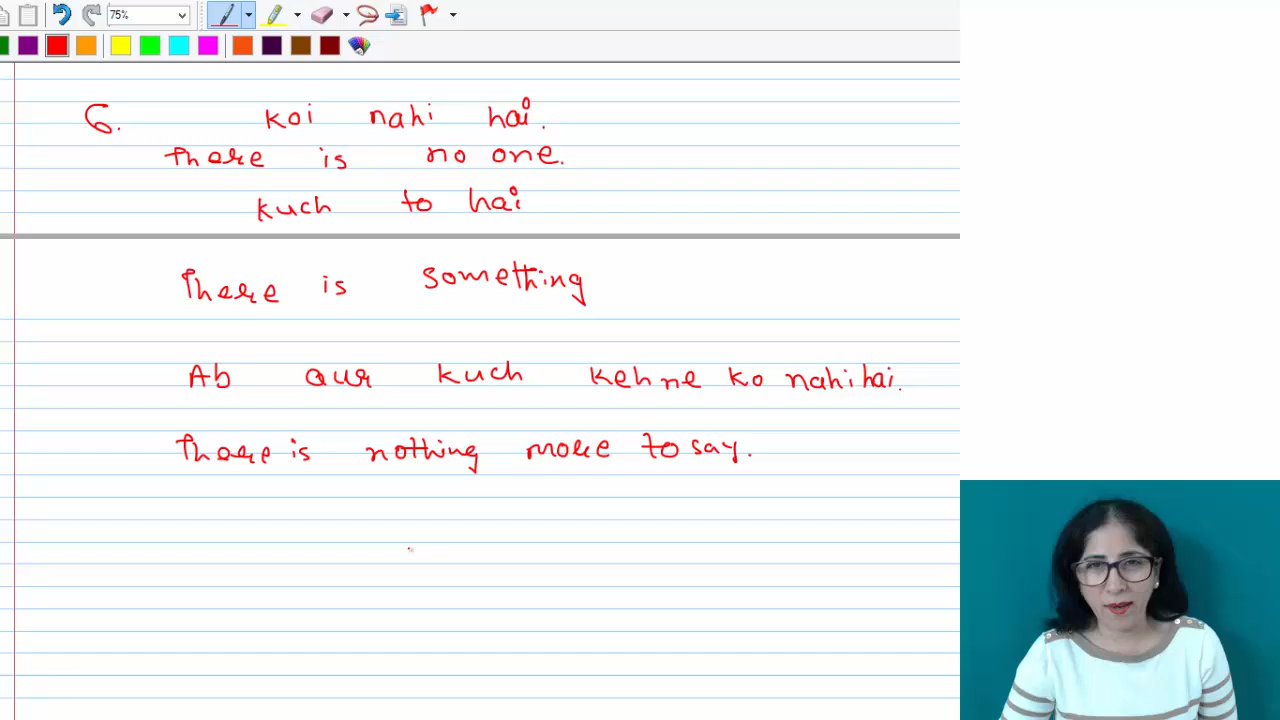 75%
6. koi nahi hai.
There is no one.
kuch to hai
There is something
Ab aur kuch kehne ko nahi hai.
There is nothing more to say.